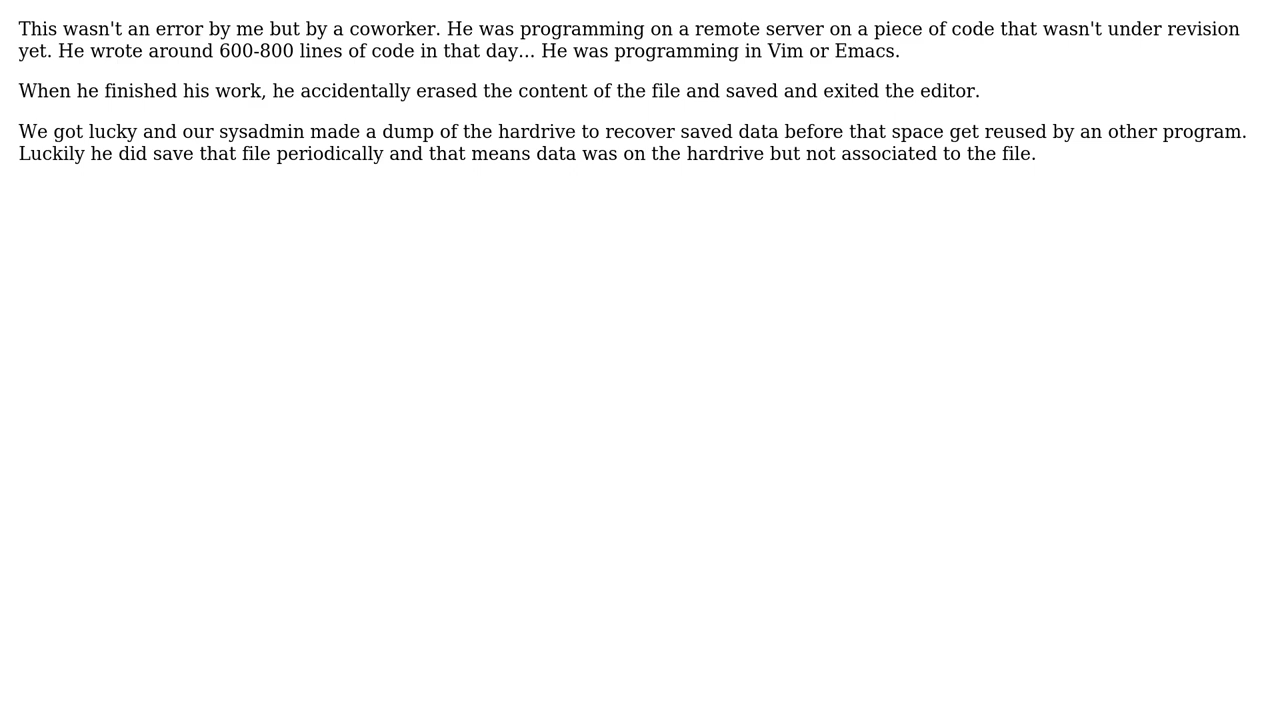 This wasn't an error by me but by a coworker. He was programming on a remote server on a piece of code that wasn't under revision
yet. He wrote around 600-800 lines of code in that day... He was programming in Vim or Emacs.
When he finished his work, he accidentally erased the content of the file and saved and exited the editor.
We got lucky and our sysadmin made a dump of the hardrive to recover saved data before that space get reused by an other program.
Luckily he did save that file periodically and that means data was on the hardrive but not associated to the file.